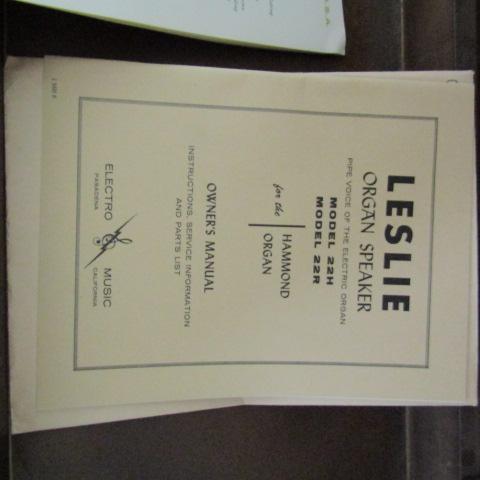 LESLIE
ORGAN SPEAKER
PIPE VOICE OF THE ELECTRIC ORGAN
MODEL 22H
MODEL 22R
for the
HAMMOND
ORGAN
OWNER'S MANUAL
INSTRUCTIONS, SERVICE INFORMATION
AND PARTS LIST
ELECTRO MUSIC
PASADENA CALIFORNIA